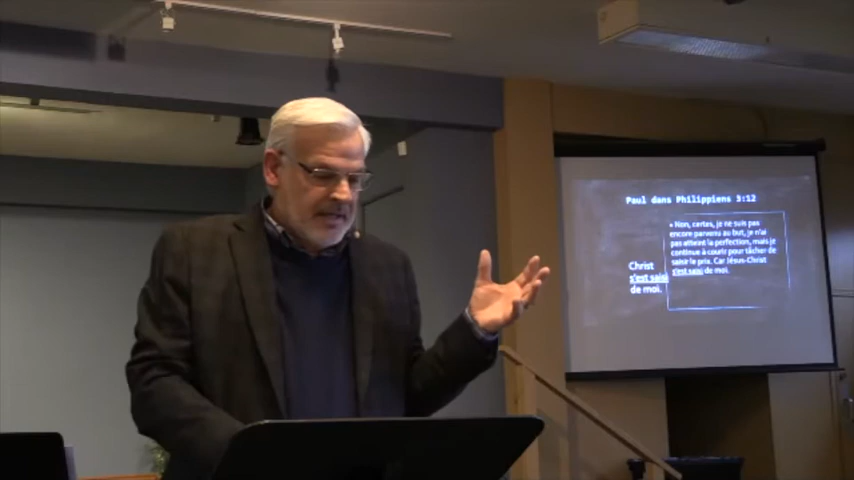 Paul dans Philippiens 3:12
« Non, certes, je ne suis pas
encore parvenu au but, je n'ai
pas atteint la perfection, mais je
continue à courir pour tâcher de
saisir le prix. Car Jésus-Christ
s'est saisi de moi.
Christ
s'est saisi
de moi.